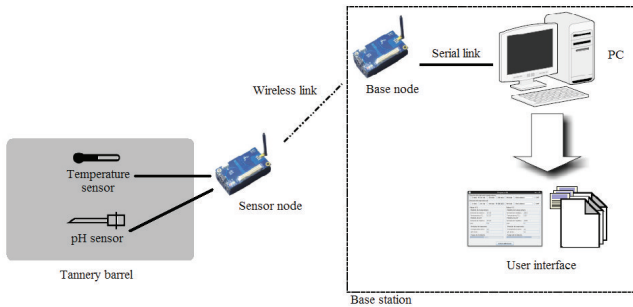 Serial link
PC
Base node
Wireless link
Temperature
sensor
Sensor node
pH sensor
Tannery barrel
User interface
Base station